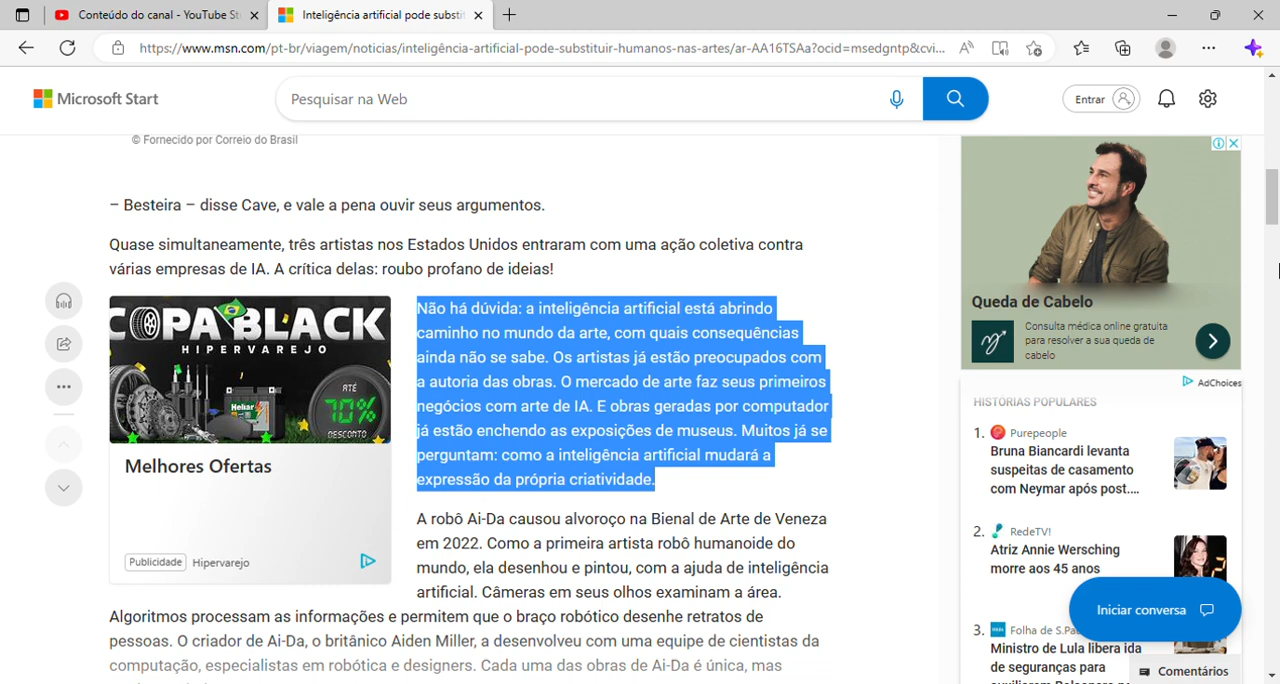 Conteúdo do canal - YouTube St
Inteligência artificial pode substit
https://www.msn.com/pt-br/viagem/noticias/inteligência-artificial-pode-substituir-humanos-nas-artes/ar-AA16TSAa?ocid=msedgntp&cvi...
Microsoft Start
Pesquisar na Web
Entrar
© Fornecido por Correio do Brasil
– Besteira – disse Cave, e vale a pena ouvir seus argumentos.
Quase simultaneamente, três artistas nos Estados Unidos entraram com uma ação coletiva contra
várias empresas de IA. A crítica delas: roubo profano de ideias!
COPA BLACK
HIPERVAREJO
Heliar
ATÉ
70%
DESCONTO
Melhores Ofertas
Publicidade
Hipervarejo
Não há dúvida: a inteligência artificial está abrindo
caminho no mundo da arte, com quais consequências
ainda não se sabe. Os artistas já estão preocupados com
a autoria das obras. O mercado de arte faz seus primeiros
negócios com arte de IA. E obras geradas por computador
já estão enchendo as exposições de museus. Muitos já se
perguntam: como a inteligência artificial mudará a
expressão da própria criatividade.
A robô Ai-Da causou alvoroço na Bienal de Arte de Veneza
em 2022. Como a primeira artista robô humanoide do
mundo, ela desenhou e pintou, com a ajuda de inteligência
artificial. Câmeras em seus olhos examinam a área.
Algoritmos processam as informações e permitem que o braço robótico desenhe retratos de
pessoas. O criador de Ai-Da, o britânico Aiden Miller, a desenvolveu com uma equipe de cientistas da
computação, especialistas em robótica e designers. Cada uma das obras de Ai-Da é única, mas
Queda de Cabelo
Consulta médica online gratuita
para resolver a sua queda de
cabelo
AdChoices
HISTÓRIAS POPULARES
1. Purepeople
Bruna Biancardi levanta
suspeitas de casamento
com Neymar após post....
2. RedeTV!
Atriz Annie Wersching
morre aos 45 anos
Iniciar conversa
3. Folha de S.Pa
Ministro de Lula libera ida
de seguranças para
auxiliarem Bolsonaro no
Comentários